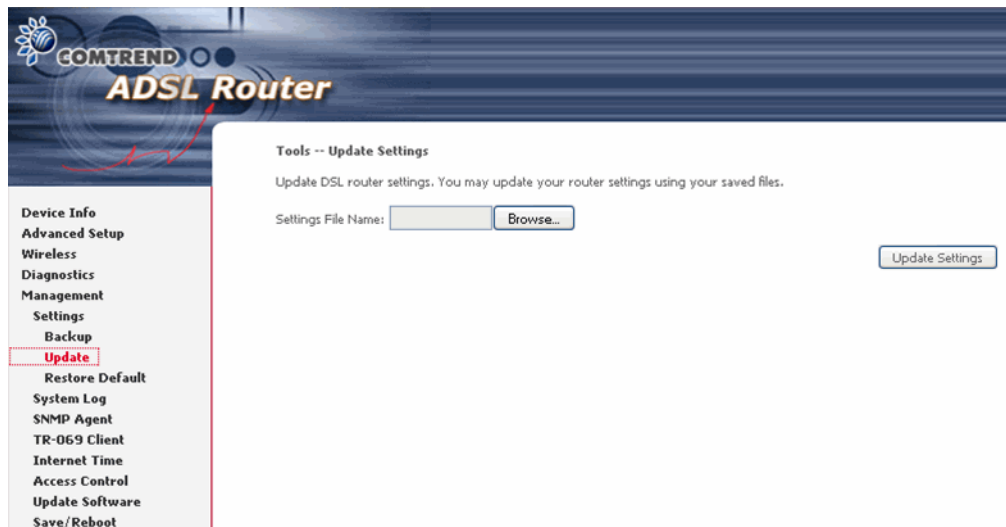 COMTREND
ADSL Router
Tools -- Update Settings
Update DSL router settings. You may update your router settings using your saved files.
Settings File Name: Browse...
Update Settings
Device Info
Advanced Setup
Wireless
Diagnostics
Management
Settings
Backup
Update
Restore Default
System Log
SNMP Agent
TR-069 Client
Internet Time
Access Control
Update Software
Save/Reboot